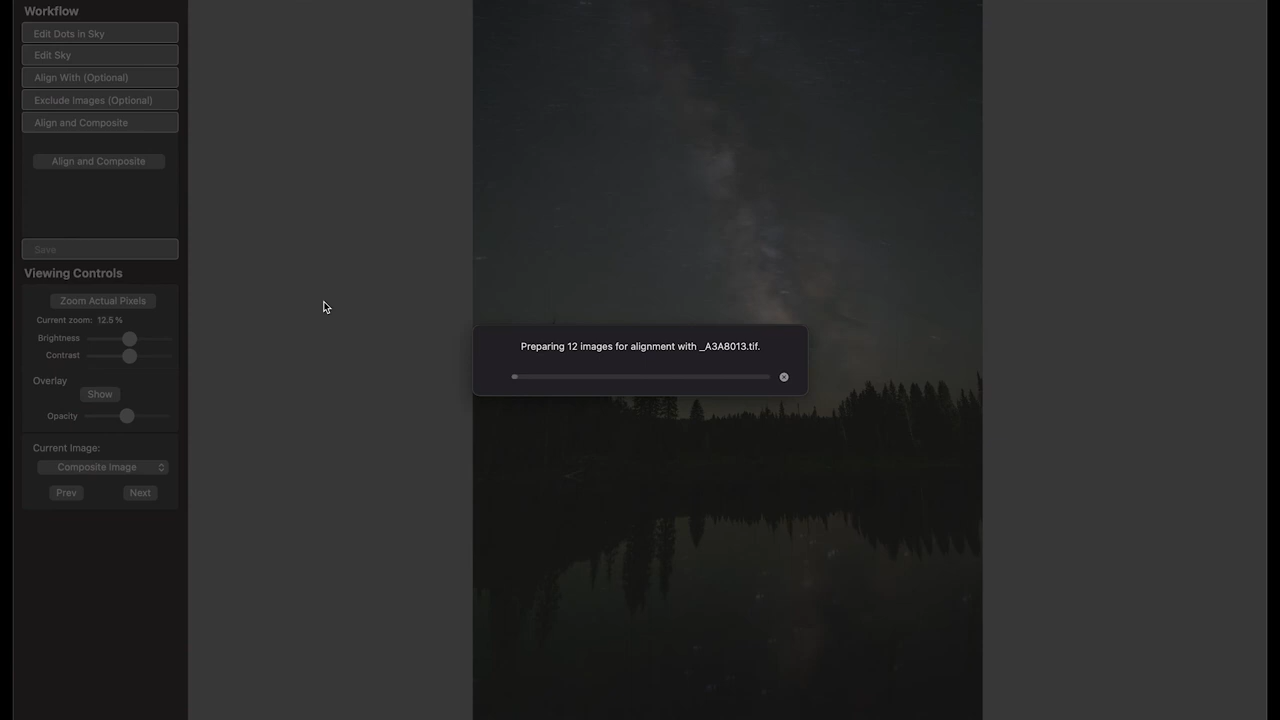 Workflow
Edit Dots in Sky
Edit Sky
Align With (Optional)
Exclude Images (Optional)
Align and Composite
Align and Composite
Save
Viewing Controls
Zoom Actual Pixels
Current zoom: 12.5 %
Brightness
Contrast
Overlay
Show
Opacity
Current Image:
Composite Image
Prev Next
Preparing 12 images for alignment with _A3A8013.tif.